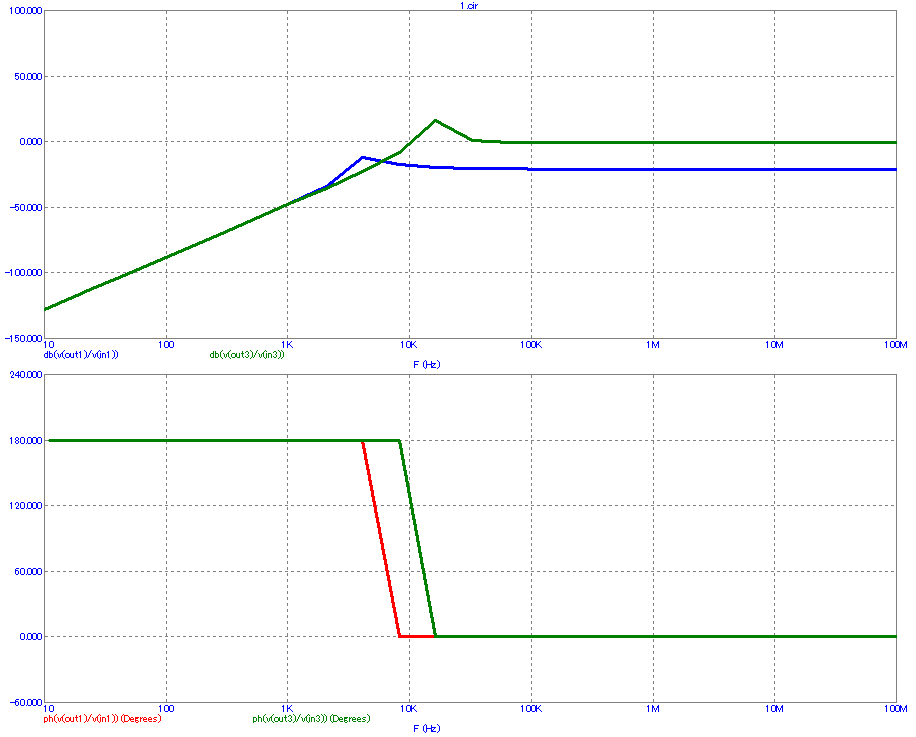 1.cir
100.000
50.000
0.000
-50.000
-100.000
-150.000
10 100 1K 10K 100K 1M 10M 100M
db(v(out1)/v(in1)) db(v(out3)/v(in3))
F (Hz)
240.000
180.000
120.000
60.000
0.000
-60.000
10 100 1K 10K 100K 1M 10M 100M
ph(v(out1)/v(in1)) (Degrees) ph(v(out3)/v(in3)) (Degrees)
F (Hz)